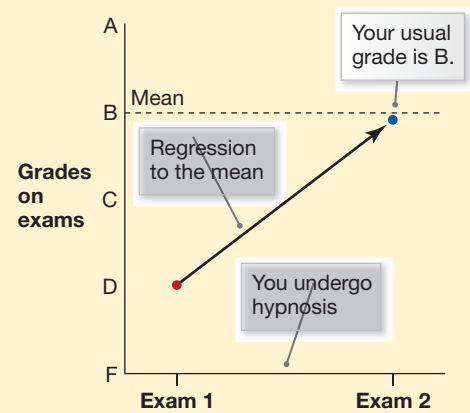 A
Your usual
grade is B.
Mean
B
Regression
to the mean
Grades
on
exams
C
D
You undergo
hypnosis
F
Exam 1
Exam 2